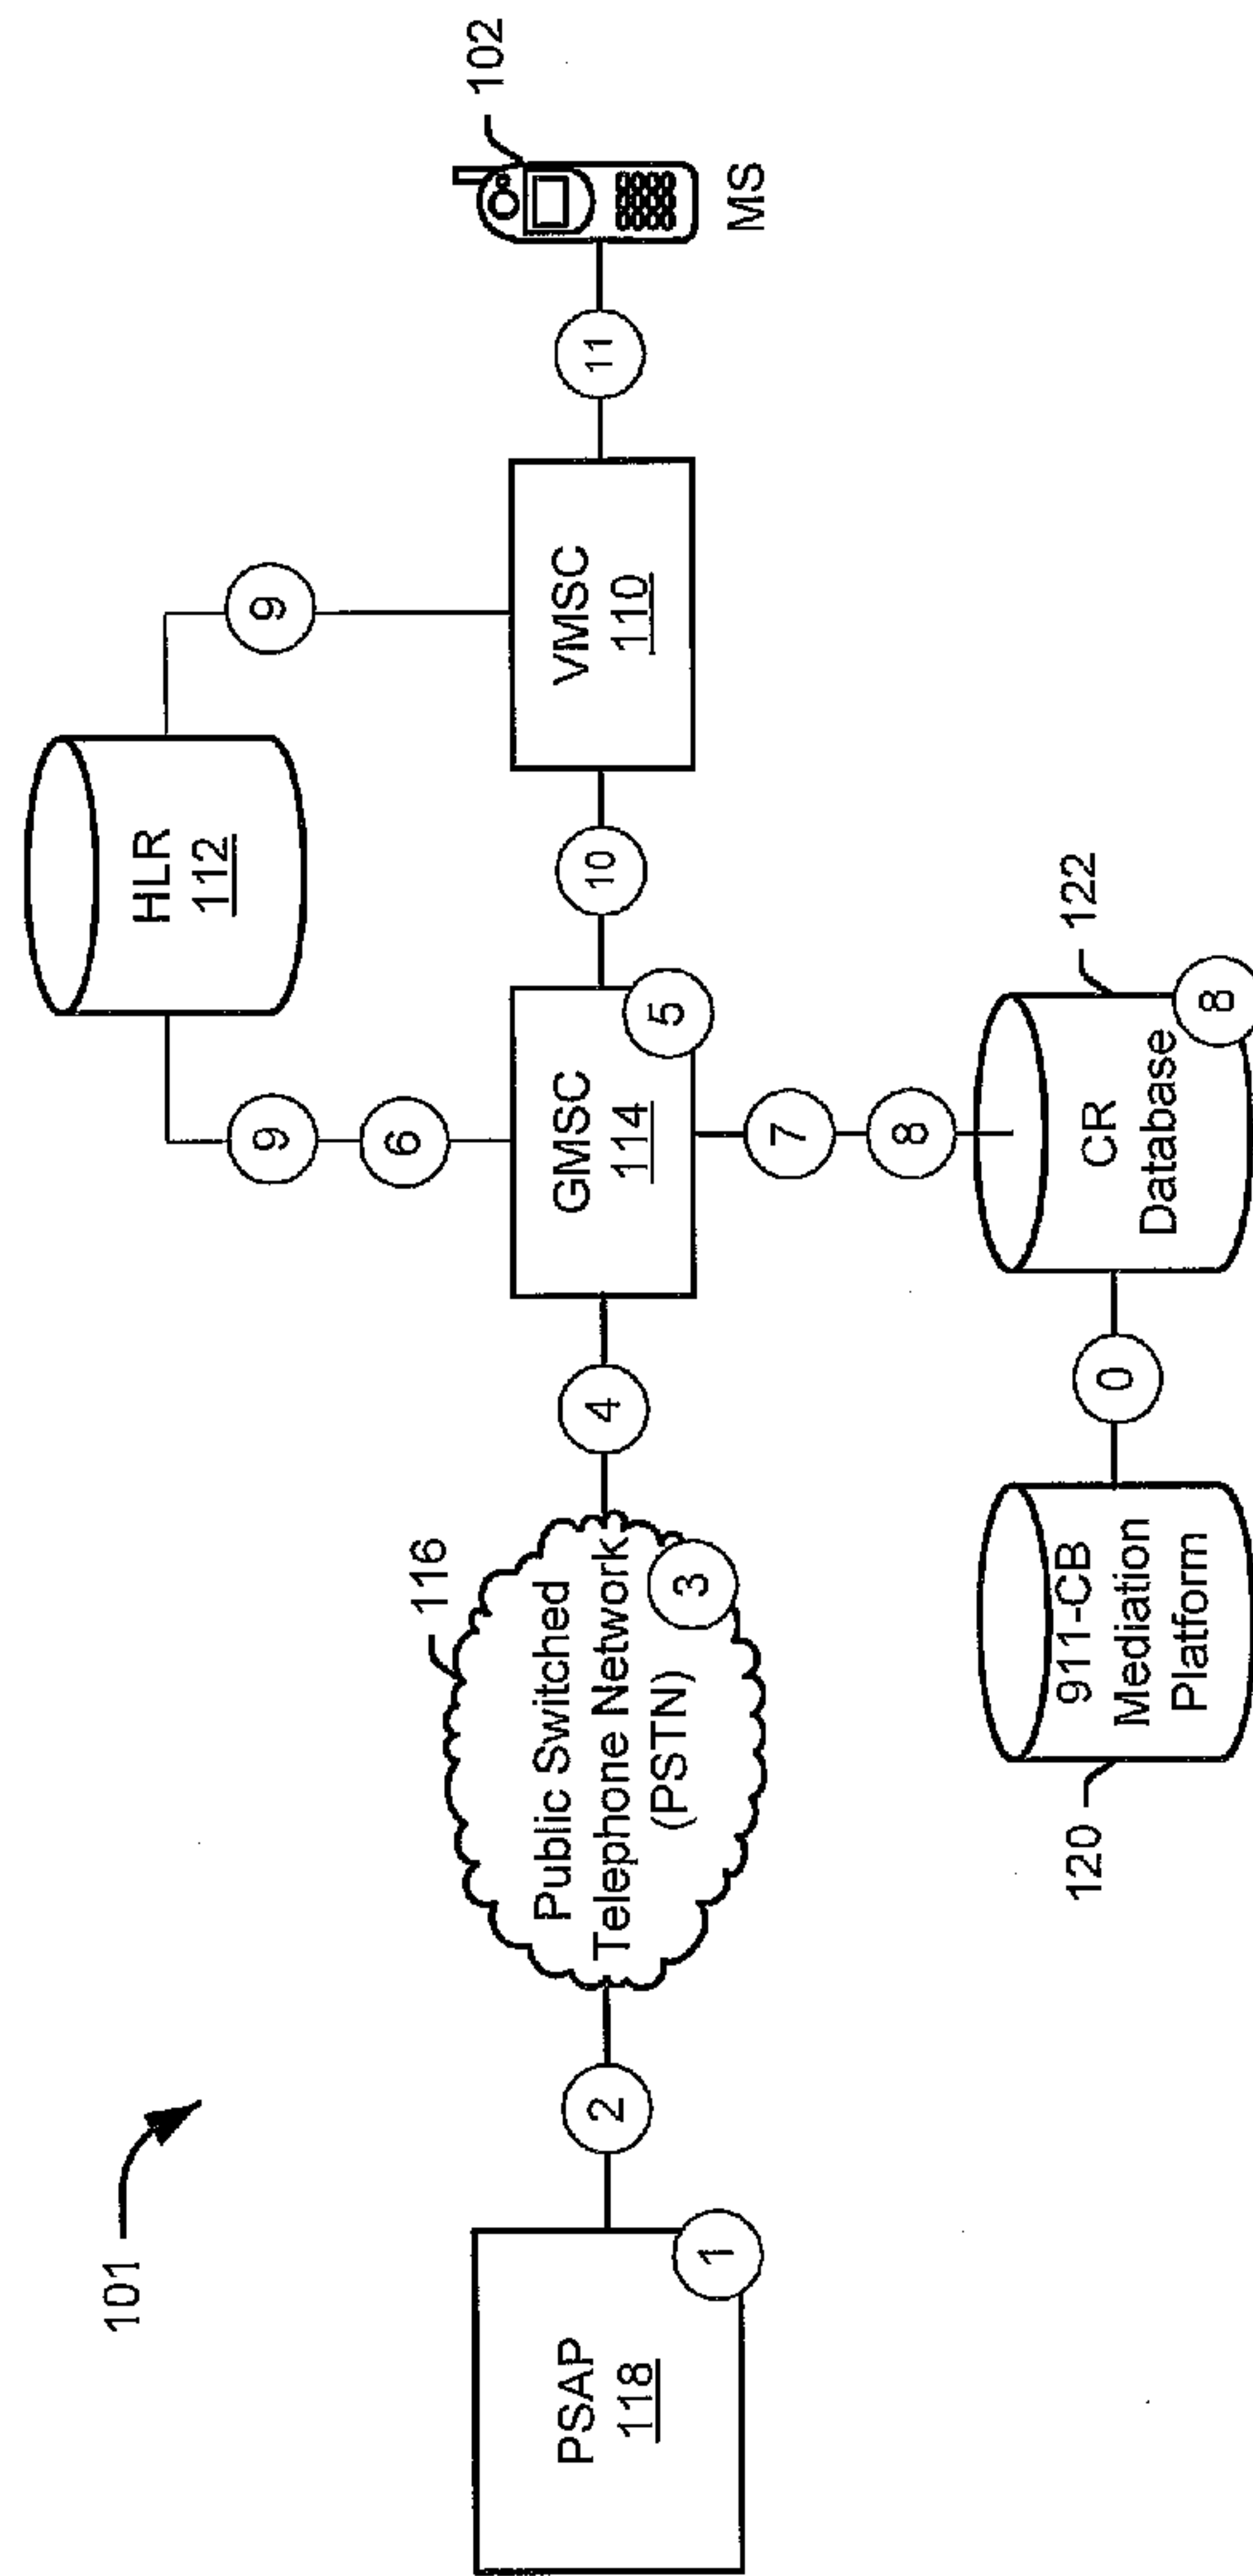 101
HLR
112
9
9
6
102
MS
116
PSAP
118
1
2
Public Switched
Telephone Network
(PSTN)
3
4
GMSC
114
5
10
VMSC
110
11
7
8
120
911-CB
Mediation
Platform
0
CR
Database
8
122